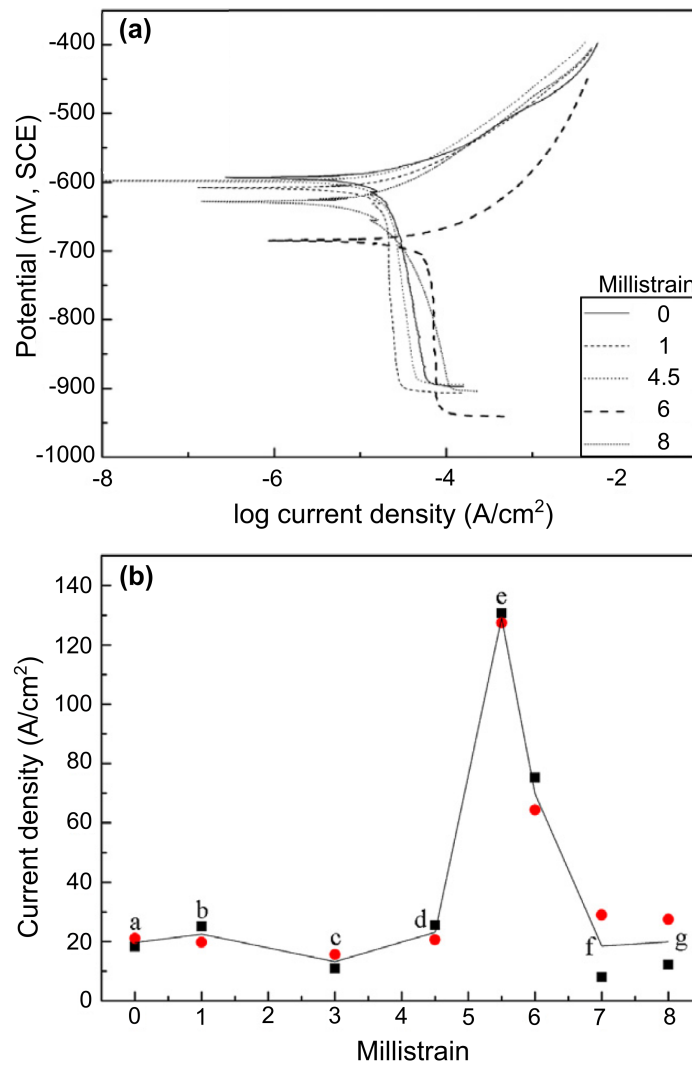 (a)
-400
-500
-600
-700
-800
-900
-1000
Potential (mV, SCE)
-8
-6
-4
-2
log current density (A/cm²)
Millistrain
0
1
4.5
6
8
(b)
140
120
100
80
60
40
20
0
Current density (A/cm²)
a
b
c
d
e
f
g
0
1
2
3
4
5
6
7
8
Millistrain